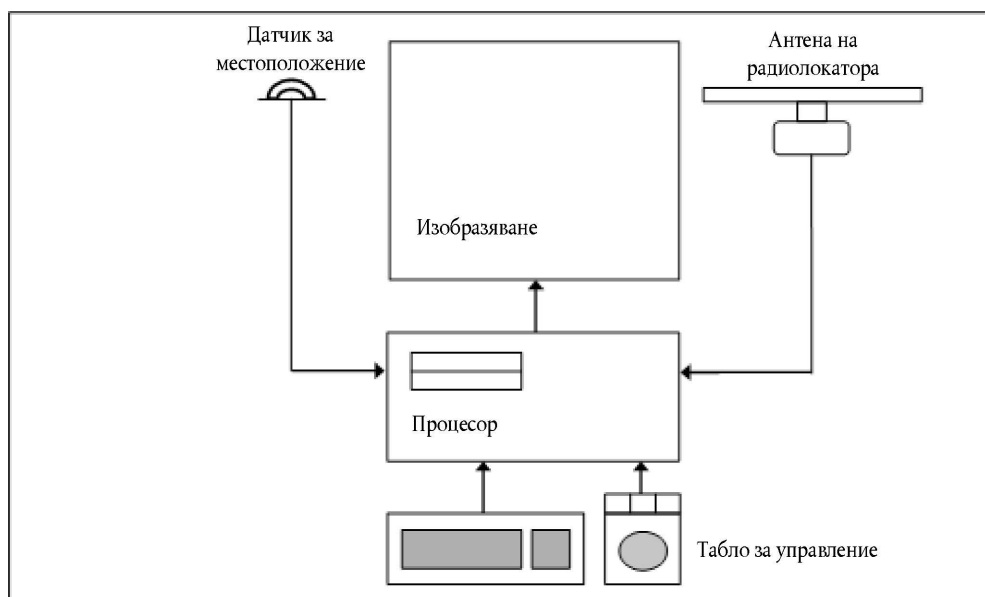 Датчик за
местоположение
Антена на
радиолокатора
Изобразяване
Процесор
Табло за управление